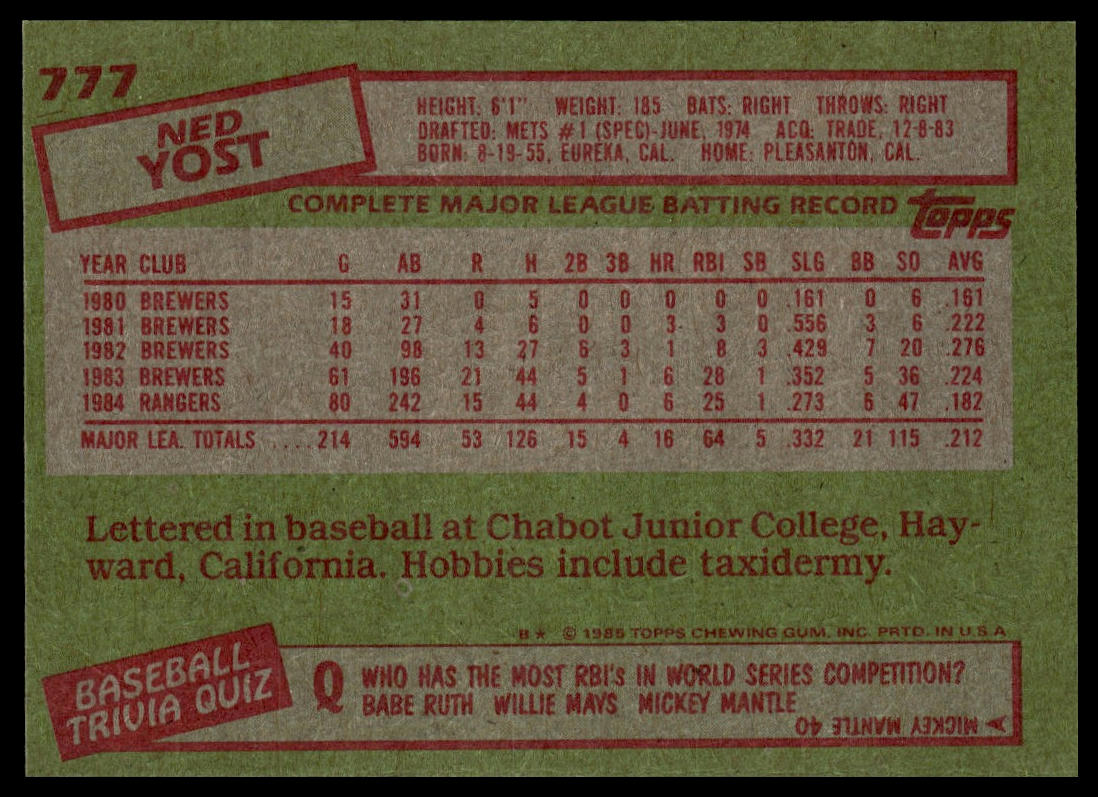 777
NED
YOST
HEIGHT: 6'1" WEIGHT: 185 BATS: RIGHT THROWS: RIGHT
DRAFTED: METS #1 (SPEC)-JUNE, 1974 ACQ: TRADE, 12-8-83
BORN: 8-19-55, EUREKA, CAL. HOME: PLEASANTON, CAL.
COMPLETE MAJOR LEAGUE BATTING RECORD topps
YEAR CLUB G AB R H 2B 3B HR RBI SB SLG BB SO AVG
1980 BREWERS 15 31 0 5 0 0 0 0 0 .161 0 6 .161
1981 BREWERS 18 27 4 6 0 0 3 3 0 .556 3 6 .222
1982 BREWERS 40 98 13 27 6 3 1 8 3 .429 7 20 .276
1983 BREWERS 61 196 21 44 5 1 6 28 1 .352 5 36 .224
1984 RANGERS 80 242 15 44 4 0 6 25 1 .273 6 47 .182
MAJOR LEA. TOTALS ....214 594 53 126 15 4 16 64 5 .332 21 115 .212
Lettered in baseball at Chabot Junior College, Hay-
ward, California. Hobbies include taxidermy.
B★ © 1985 TOPPS CHEWING GUM, INC. PRTD. IN U.S.A
BASEBALL
TRIVIA QUIZ
Q WHO HAS THE MOST RBI's IN WORLD SERIES COMPETITION?
BABE RUTH WILLIE MAYS MICKEY MANTLE
A MICKEY MANTLE 40